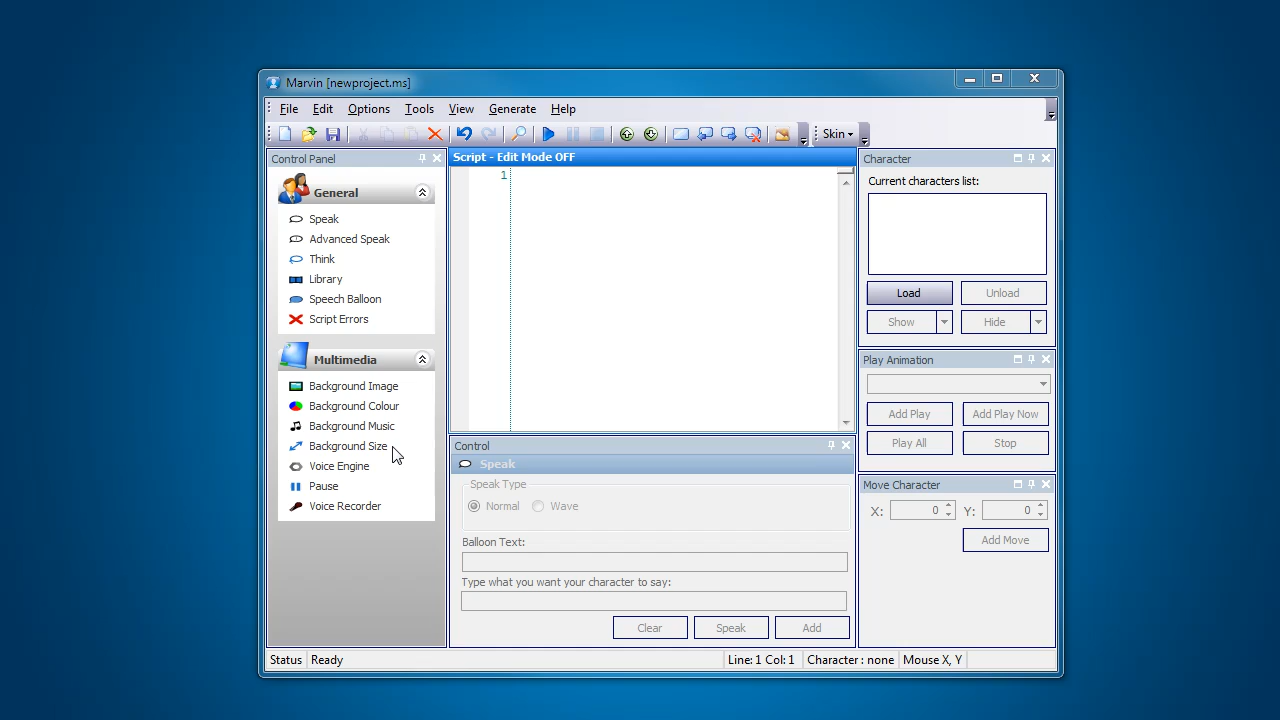 Marvin [newproject.ms]
File Edit Options Tools View Generate Help
Skin
Control Panel
General
Speak
Advanced Speak
Think
Library
Speech Balloon
Script Errors
Multimedia
Background Image
Background Colour
Background Music
Background Size
Voice Engine
Pause
Voice Recorder
Script - Edit Mode OFF
1
Control
Speak
Speak Type
Normal Wave
Balloon Text:
Type what you want your character to say:
Clear Speak Add
Character
Current characters list:
Load Unload
Show Hide
Play Animation
Add Play Add Play Now
Play All Stop
Move Character
X: 0 Y: 0
Add Move
Status Ready Line: 1 Col: 1 Character : none Mouse X, Y